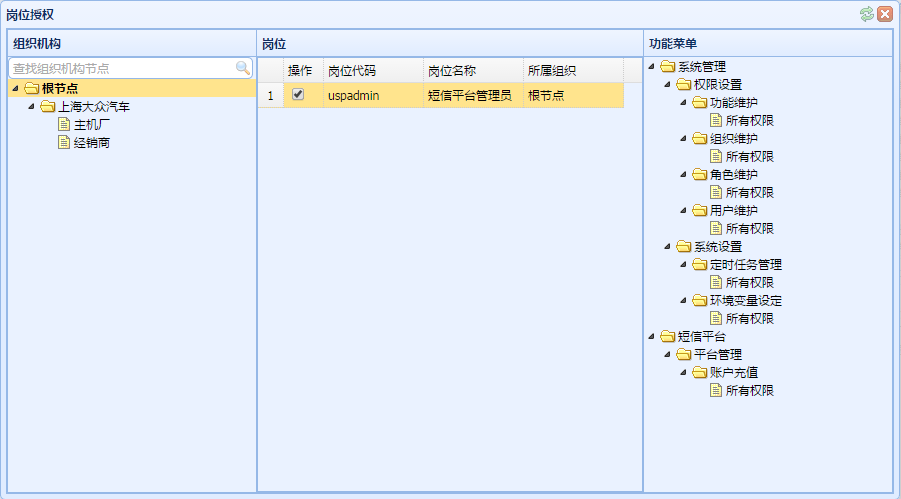 岗位授权
组织机构
查找组织机构节点
根节点
上海大众汽车
主机厂
经销商
岗位
操作 岗位代码 岗位名称 所属组织
1 uspadmin 短信平台管理员 根节点
功能菜单
系统管理
权限设置
功能维护
所有权限
组织维护
所有权限
角色维护
所有权限
用户维护
所有权限
系统设置
定时任务管理
所有权限
环境变量设定
所有权限
短信平台
平台管理
账户充值
所有权限